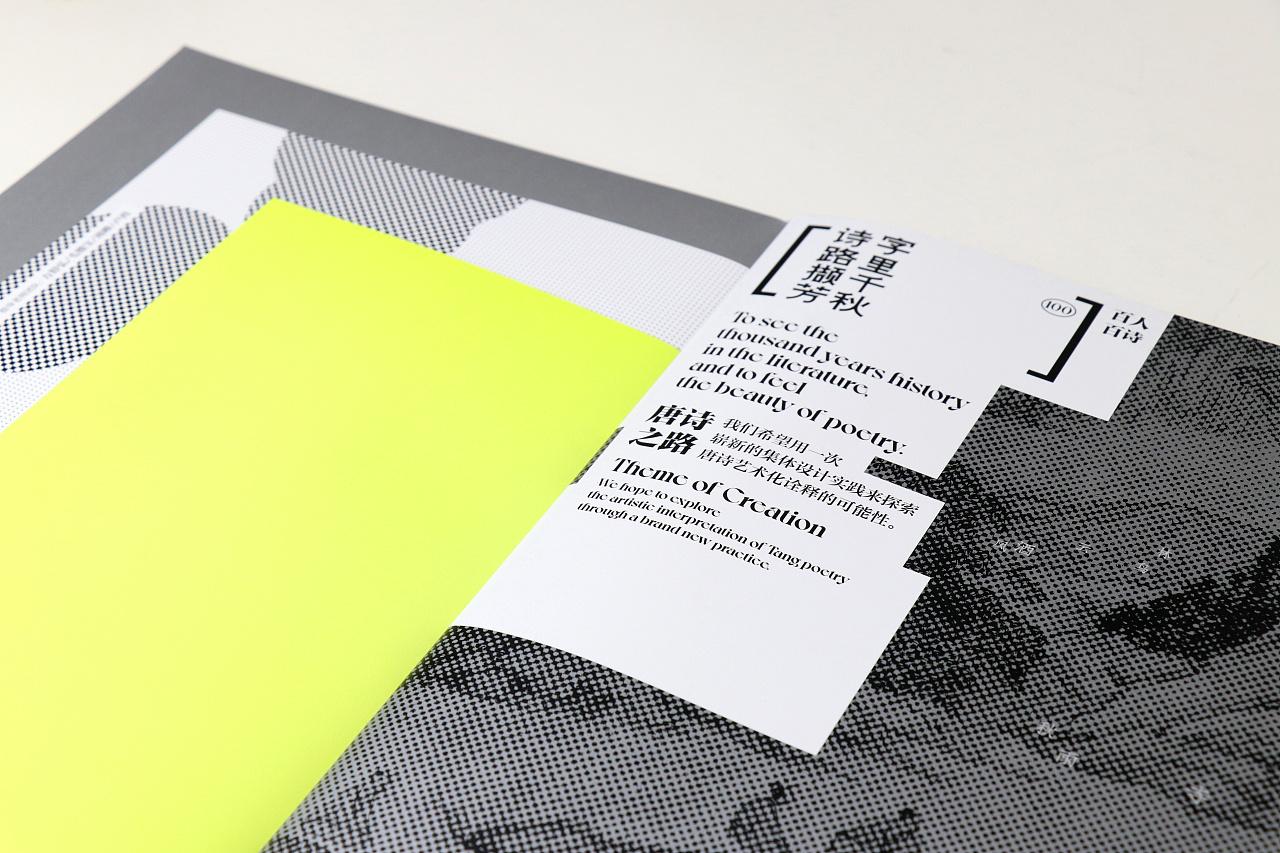 字里千秋
诗路撷芳
100
百人
百诗
To see the
thousand years history
in the literature,
and to feel
the beauty of poetry.
唐诗
之路
我们希望用一次
崭新的集体设计实践来探索
唐诗艺术化诠释的可能性。
Theme of Creation
We hope to explore
the artistic interpretation of Tang poetry
through a brand new practice.
秋雨